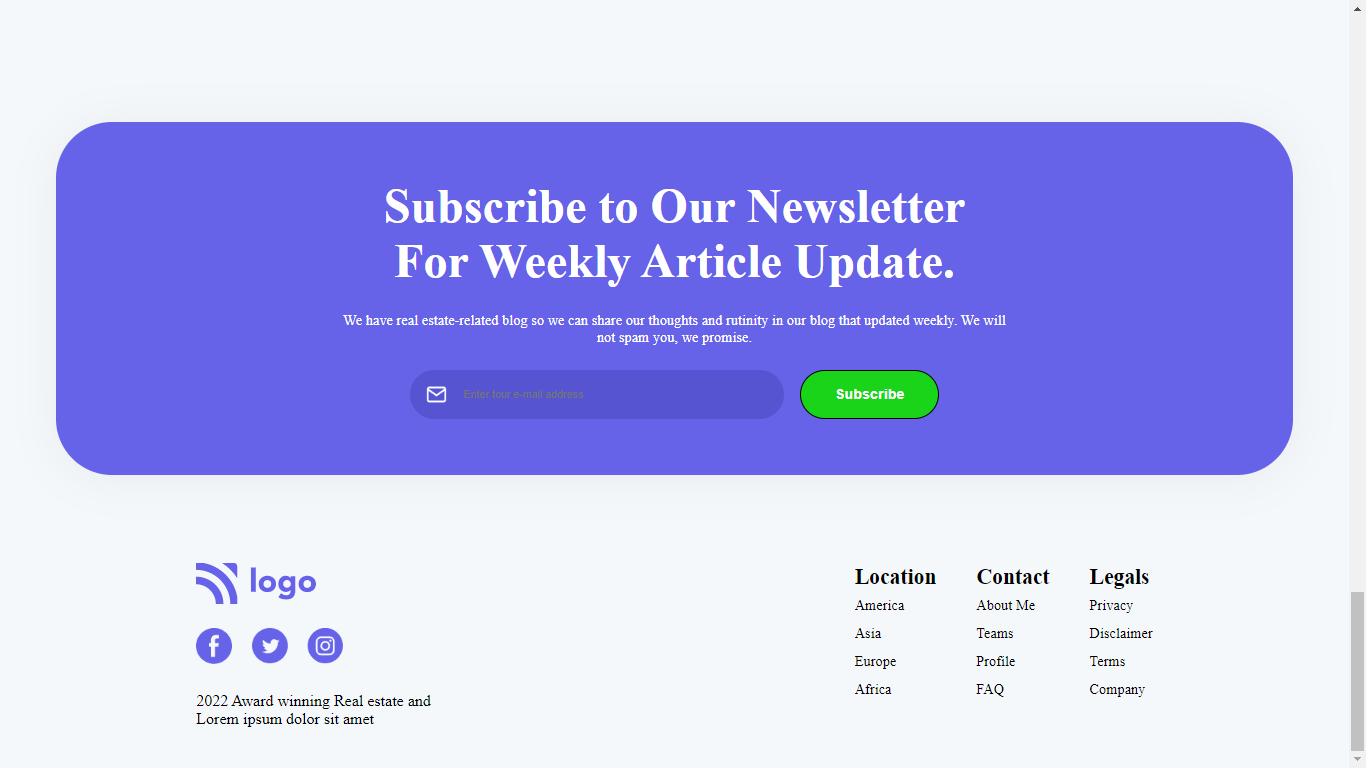 Subscribe to Our Newsletter
For Weekly Article Update.
We have real estate-related blog so we can share our thoughts and rutinity in our blog that updated weekly. We will
not spam you, we promise.
Enter four e-mail address
Subscribe
logo
2022 Award winning Real estate and
Lorem ipsum dolor sit amet
Location
America
Asia
Europe
Africa
Contact
About Me
Teams
Profile
FAQ
Legals
Privacy
Disclaimer
Terms
Company